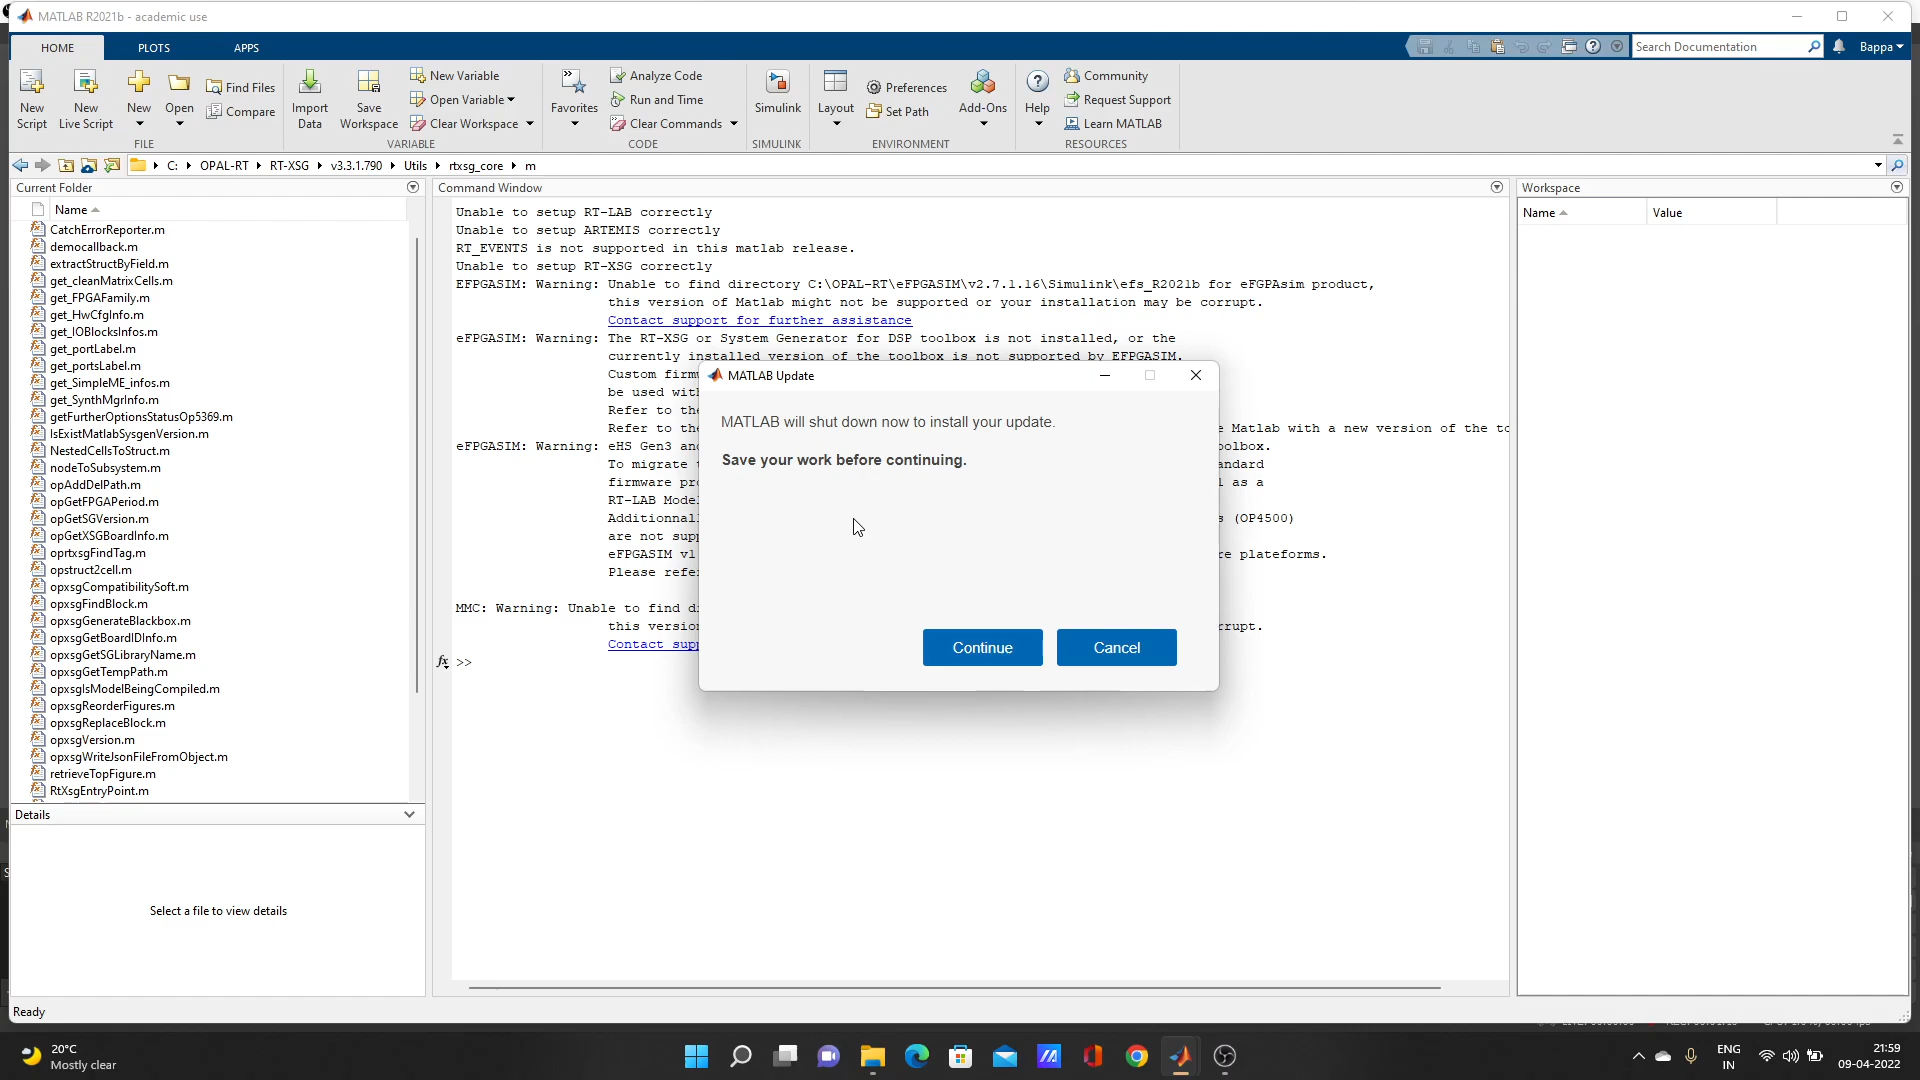 MATLAB R2021b - academic use
HOME PLOTS APPS
Search Documentation Bappa
New Script
New Live Script
New
Open
Find Files
Compare
FILE
Import Data
Save Workspace
New Variable
Open Variable
Clear Workspace
VARIABLE
Favorites
Analyze Code
Run and Time
Clear Commands
CODE
Simulink
SIMULINK
Layout
Preferences
Set Path
Add-Ons
ENVIRONMENT
Help
Community
Request Support
Learn MATLAB
RESOURCES
C: OPAL-RT RT-XSG v3.3.1.790 Utils rtxsg_core m
Current Folder
Name
CatchErrorReporter.m
democallback.m
extractStructByField.m
get_cleanMatrixCells.m
get_FPGAFamily.m
get_HwCfgInfo.m
get_IOBlocksInfos.m
get_portLabel.m
get_portsLabel.m
get_SimpleME_infos.m
get_SynthMgrInfo.m
getFurtherOptionsStatusOp5369.m
IsExistMatlabSysgenVersion.m
NestedCellsToStruct.m
nodeToSubsystem.m
opAddDelPath.m
opGetFPGAPeriod.m
opGetSGVersion.m
opGetXSGBoardInfo.m
oprtxsgFindTag.m
opstruct2cell.m
opxsgCompatibilitySoft.m
opxsgFindBlock.m
opxsgGenerateBlackbox.m
opxsgGetBoardIDInfo.m
opxsgGetSGLibraryName.m
opxsgGetTempPath.m
opxsgIsModelBeingCompiled.m
opxsgReorderFigures.m
opxsgReplaceBlock.m
opxsgVersion.m
opxsgWriteJsonFileFromObject.m
retrieveTopFigure.m
RtXsgEntryPoint.m
Details
Select a file to view details
Ready
Command Window
Unable to setup RT-LAB correctly
Unable to setup ARTEMIS correctly
RT_EVENTS is not supported in this matlab release.
Unable to setup RT-XSG correctly
EFPGASIM: Warning: Unable to find directory C:\OPAL-RT\eFPGASIM\v2.7.1.16\Simulink\efs_R2021b for eFGPAsim product,
this version of Matlab might not be supported or your installation may be corrupt.
Contact support for further assistance
eFPGASIM: Warning: The RT-XSG or System Generator for DSP toolbox is not installed, or the
currently installed version of the toolbox is not supported by EFPGASIM.
Custom firm
be used wit
Refer to the
Refer to the Matlab with a new version of the to
eFPGASIM: Warning: eHS Gen3 an olbox.
To migrate andard
firmware pr as a
RT-LAB Mode
Additionnal (OP4500)
are not sup
eFPGASIM v1 re plateforms.
Please refe
MMC: Warning: Unable to find d
this version rrupt.
Contact supp
fx >>
MATLAB Update
MATLAB will shut down now to install your update.
Save your work before continuing.
Continue Cancel
Workspace
Name Value
20°C
Mostly clear
ENG
IN
21:59
09-04-2022